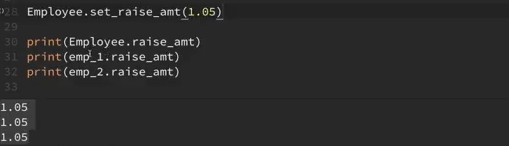 28 Employee.set_raise_amt(1.05)
29
30 print(Employee.raise_amt)
31 print(emp_1.raise_amt)
32 print(emp_2.raise_amt)
33
1.05
1.05
1.05